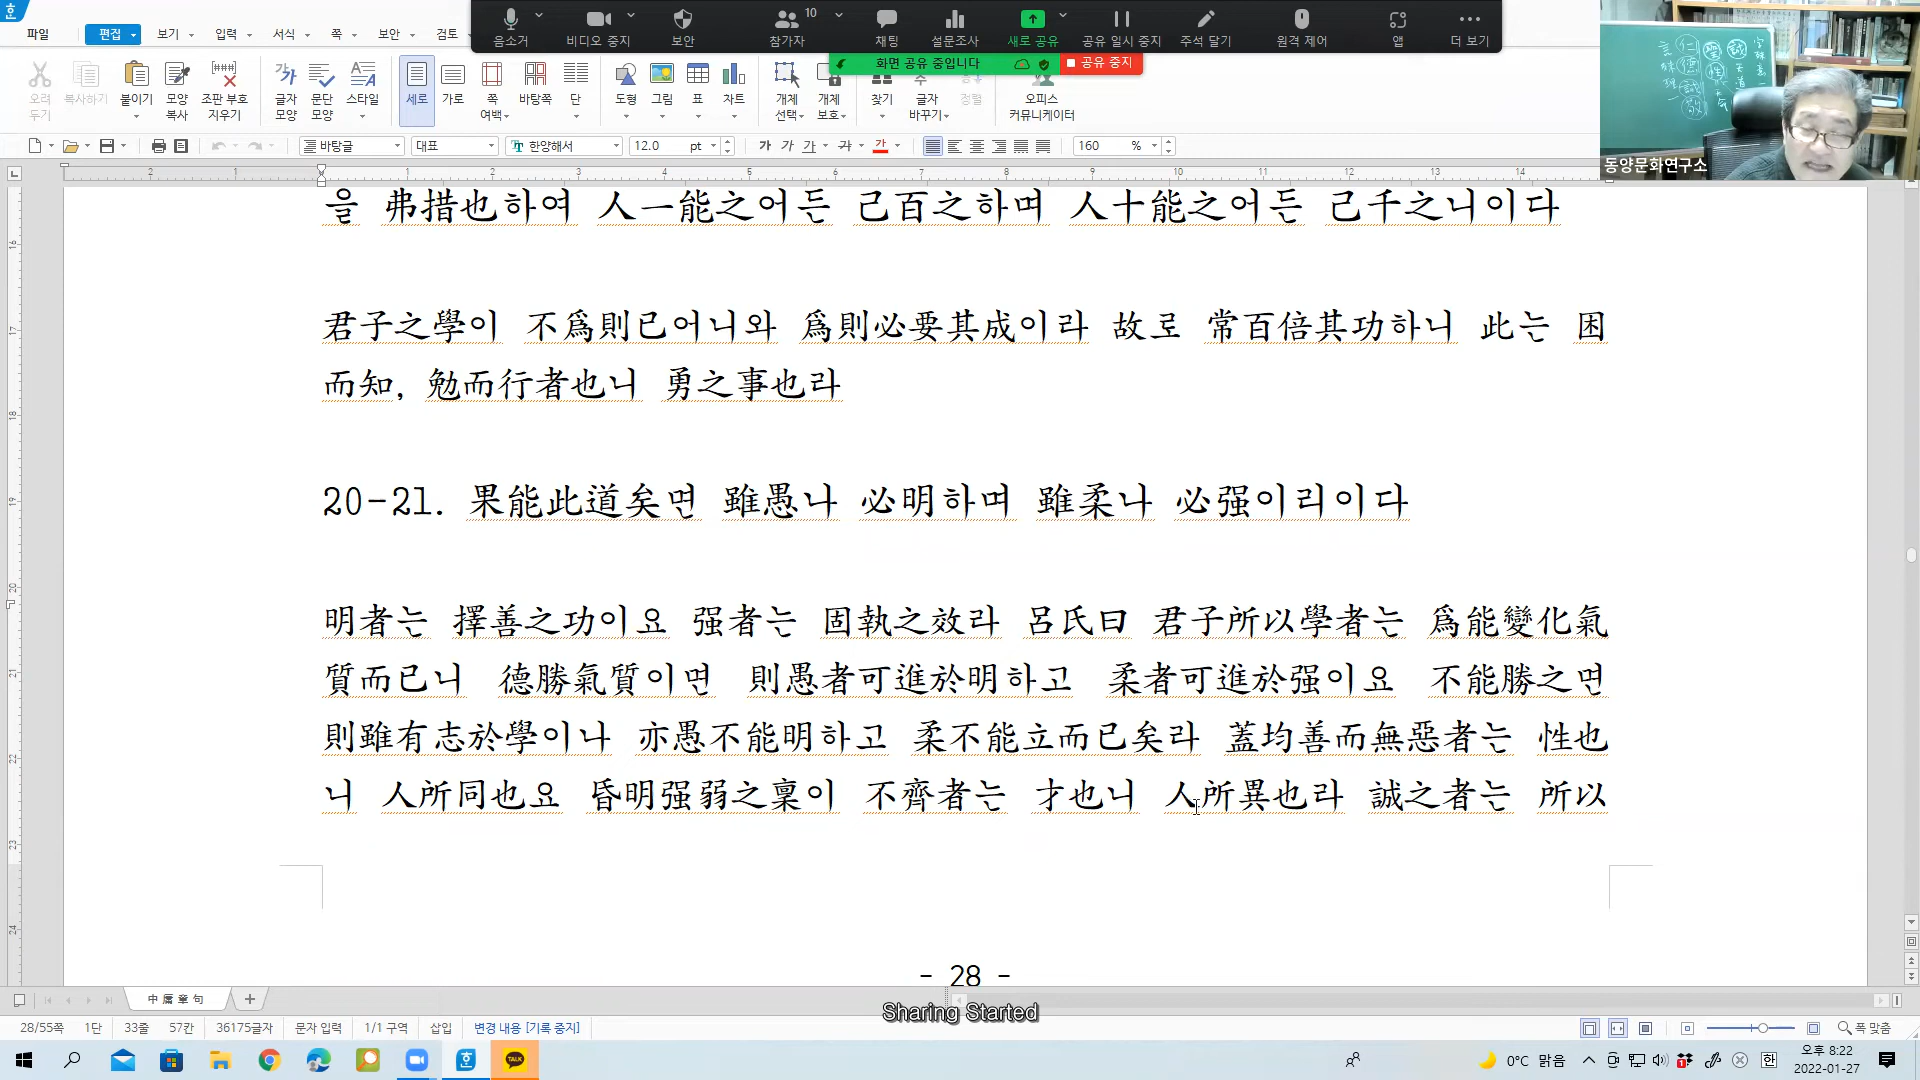 파일 편집 보기 입력 서식 쪽 보안 검토
음소거 비디오 중지 보안 참가자 10 채팅 설문조사 새로 공유 공유 일시 중지 주석 달기 원격 제어 앱 더 보기
화면 공유 중입니다 공유 중지
오려두기 복사하기 붙이기 모양 복사 조판 부호 지우기 글자 모양 문단 모양 스타일 세로 가로 쪽 여백 바탕쪽 단 도형 그림 표 차트 개체 선택 개체 보호 찾기 글자 바꾸기 정렬 오피스 커뮤니케이터
바탕글 대표 한양해서 12.0 pt 가 가 가 가 가 160 %
동양문화연구소
을 弗措也하여 人一能之어든 己百之하며 人十能之어든 己千之니이다
君子之學이 不爲則已어니와 爲則必要其成이라 故로 常百倍其功하니 此는 困
而知, 勉而行者也니 勇之事也라
20-21. 果能此道矣면 雖愚나 必明하며 雖柔나 必强이리이다
明者는 擇善之功이요 强者는 固執之效라 呂氏曰 君子所以學者는 爲能變化氣
質而已니 德勝氣質이면 則愚者可進於明하고 柔者可進於强이요 不能勝之면
則雖有志於學이나 亦愚不能明하고 柔不能立而已矣라 蓋均善而無惡者는 性也
니 人所同也요 昏明强弱之稟이 不齊者는 才也니 人所異也라 誠之者는 所以
- 28 -
中庸章句
Sharing Started
28/55쪽 1단 33줄 57칸 36175글자 문자 입력 1/1 구역 삽입 변경 내용 [기록 중지] 폭 맞춤
TALK 0°C 맑음 한 오후 8:22
2022-01-27